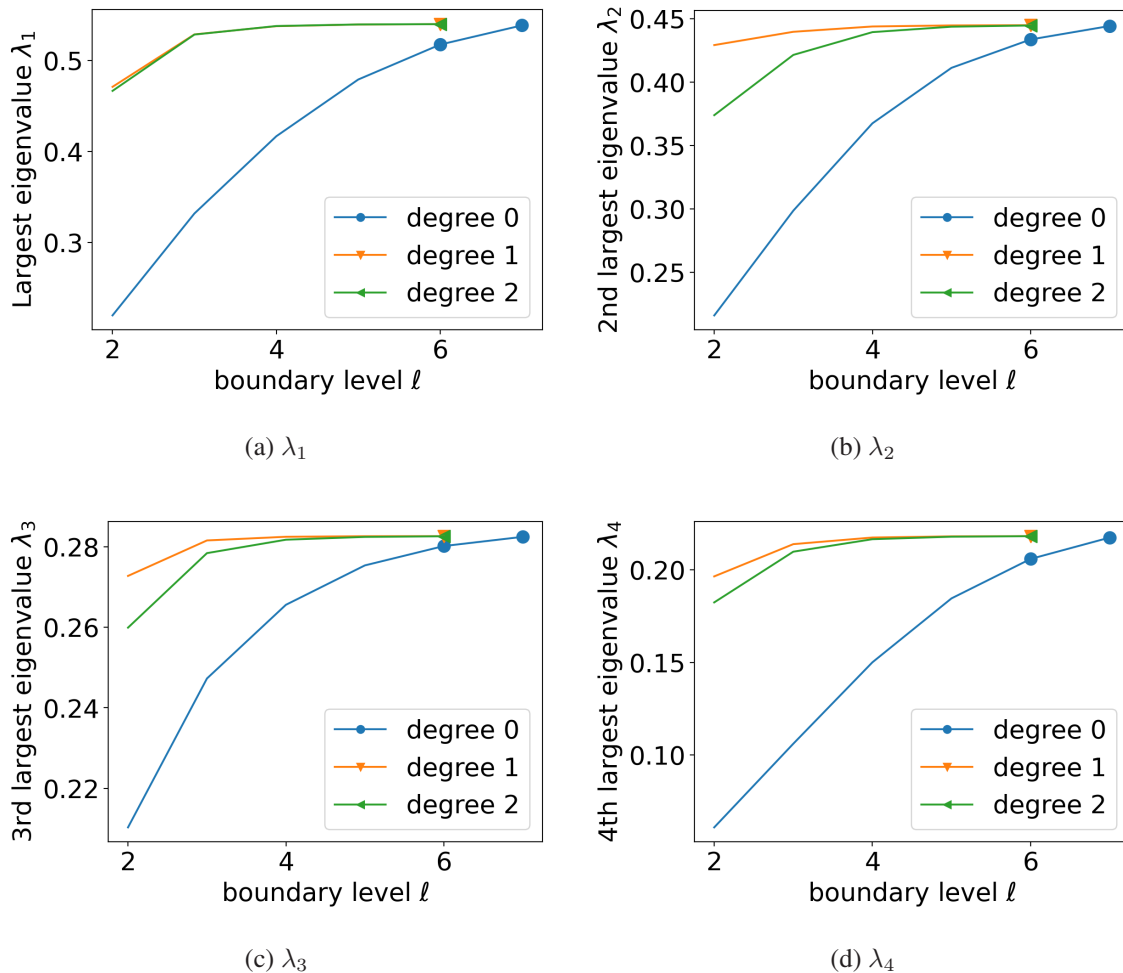 Largest eigenvalue λ₁
0.5
0.4
0.3
2
4
6
boundary level ℓ
degree 0
degree 1
degree 2
(a) λ₁
2nd largest eigenvalue λ₂
0.45
0.40
0.35
0.30
0.25
2
4
6
boundary level ℓ
degree 0
degree 1
degree 2
(b) λ₂
3rd largest eigenvalue λ₃
0.28
0.26
0.24
0.22
2
4
6
boundary level ℓ
degree 0
degree 1
degree 2
(c) λ₃
4th largest eigenvalue λ₄
0.20
0.15
0.10
2
4
6
boundary level ℓ
degree 0
degree 1
degree 2
(d) λ₄